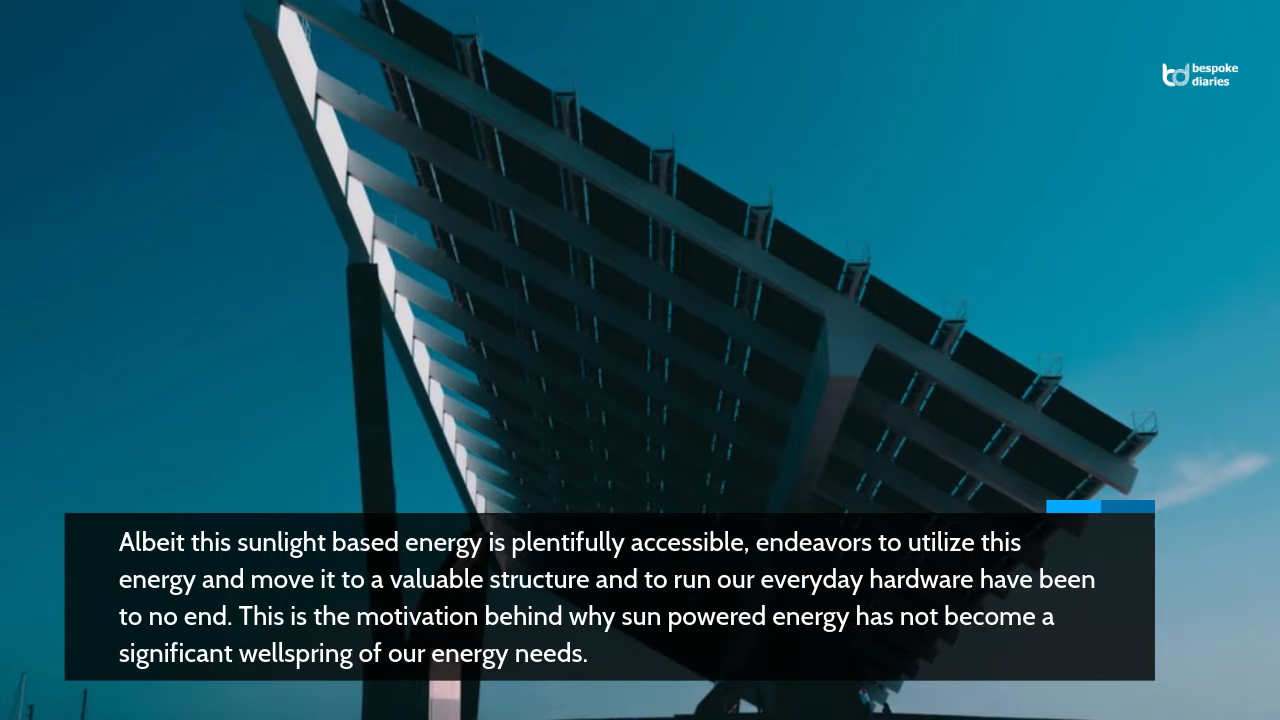 bespoke
diaries
Albeit this sunlight based energy is plentifully accessible, endeavors to utilize this
energy and move it to a valuable structure and to run our everyday hardware have been
to no end. This is the motivation behind why sun powered energy has not become a
significant wellspring of our energy needs.